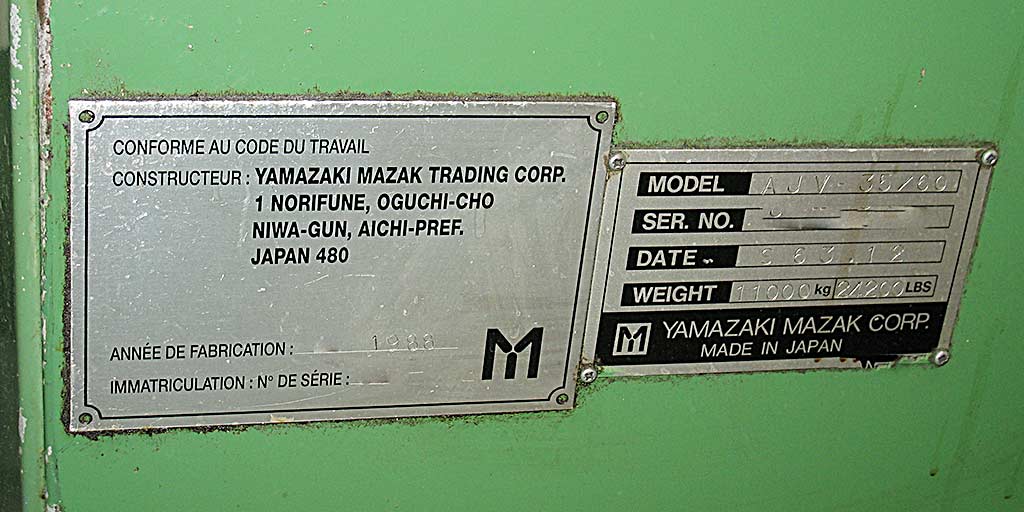 CONFORME AU CODE DU TRAVAIL
CONSTRUCTEUR : YAMAZAKI MAZAK TRADING CORP.
1 NORIFUNE, OGUCHI-CHO
NIWA-GUN, AICHI-PREF.
JAPAN 480
ANNÉE DE FABRICATION : 1988
IMMATRICULATION : N° DE SÉRIE :
M
MODEL AJV-35/60
SER. NO.
DATE S63.12
WEIGHT 11000 kg 24200 LBS
M YAMAZAKI MAZAK CORP.
MADE IN JAPAN